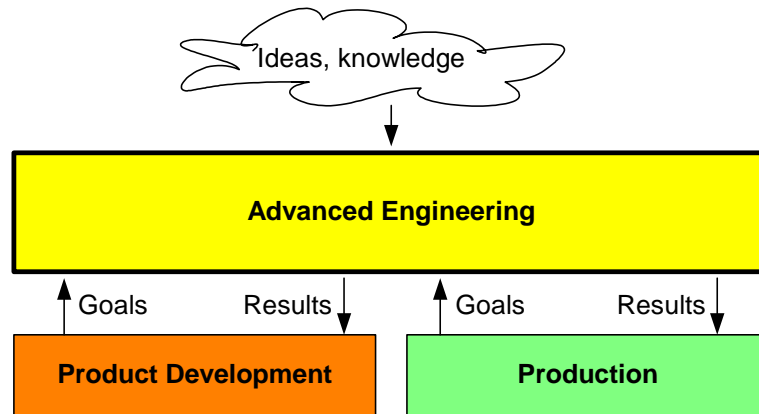 Ideas, knowledge
Advanced Engineering
Goals
Results
Goals
Results
Product Development
Production